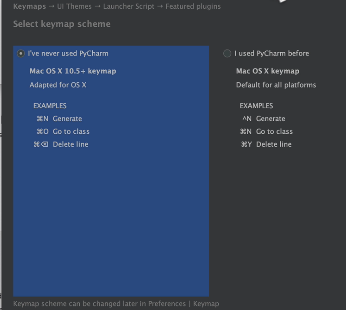 Keymaps → UI Themes → Launcher Script → Featured plugins
Select keymap scheme
I've never used PyCharm
Mac OS X 10.5+ keymap
Adapted for OS X
EXAMPLES
⌘N Generate
⌘O Go to class
⌘⌫ Delete line
I used PyCharm before
Mac OS X keymap
Default for all platforms
EXAMPLES
^N Generate
⌘N Go to class
⌘Y Delete line
Keymap scheme can be changed later in Preferences | Keymap